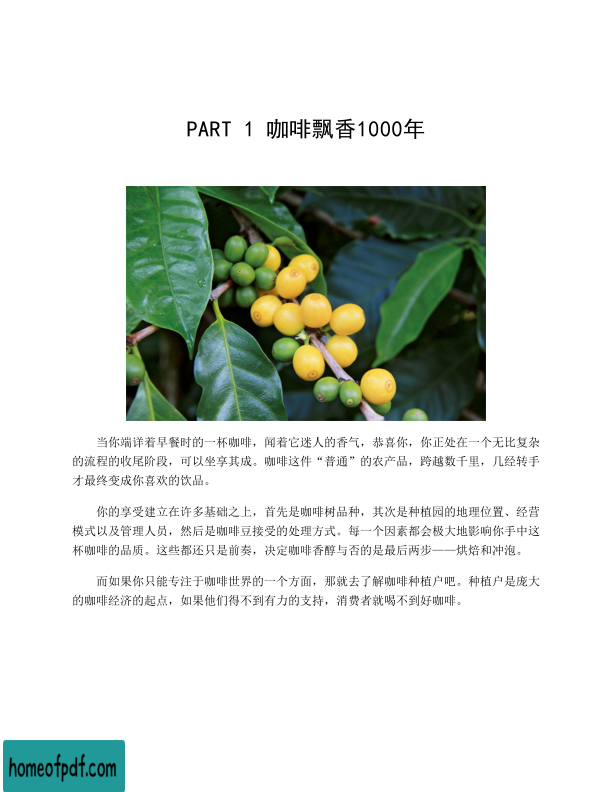 PART 1 咖啡飘香1000年
当你端详着早餐时的一杯咖啡，闻着它迷人的香气，恭喜你，你正处在一个无比复杂
的流程的收尾阶段，可以坐享其成。咖啡这件“普通”的农产品，跨越数千里，几经转手
才最终变成你喜欢的饮品。
你的享受建立在许多基础之上，首先是咖啡树品种，其次是种植园的地理位置、经营
模式以及管理人员，然后是咖啡豆接受的处理方式。每一个因素都会极大地影响你手中这
杯咖啡的品质。这些都还只是前奏，决定咖啡香醇与否的是最后两步——烘焙和冲泡。
而如果你只能专注于咖啡世界的一个方面，那就去了解咖啡种植户吧。种植户是庞大
的咖啡经济的起点，如果他们得不到有力的支持，消费者就喝不到好咖啡。
homeofpdf.com